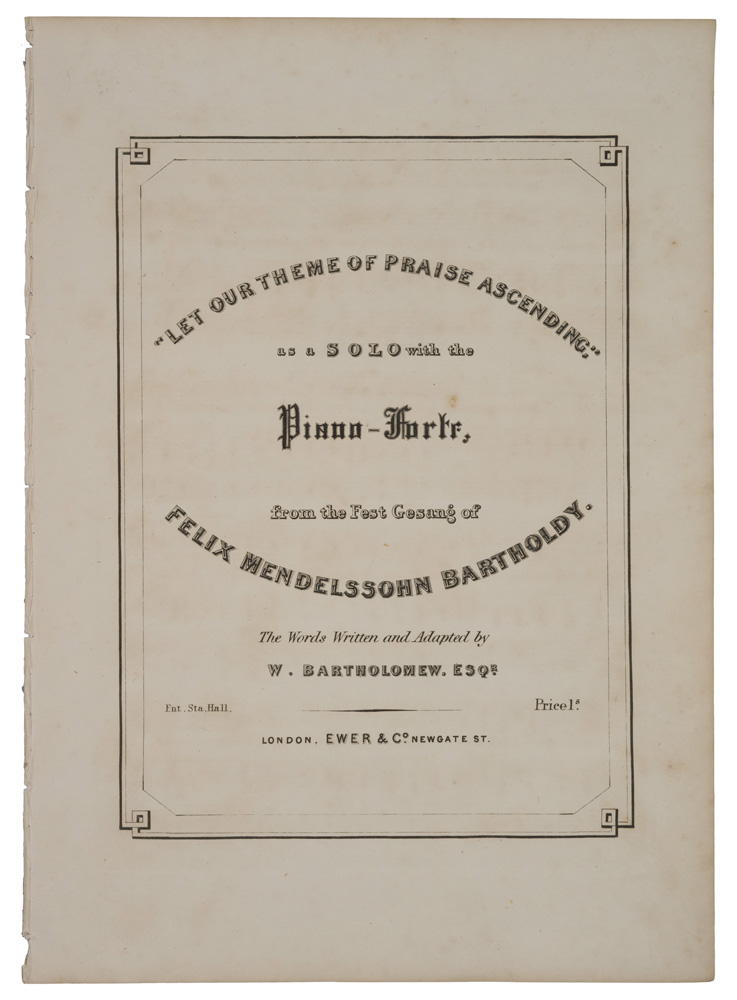 "LET OUR THEME OF PRAISE ASCENDING,"
as a SOLO with the
Piano-Forte,
from the Fest Gesang of
FELIX MENDELSSOHN BARTHOLDY.
The Words Written and Adapted by
W. BARTHOLOMEW. ESQR
Ent. Sta. Hall. Price 1s.
LONDON, EWER & Co. NEWGATE ST.